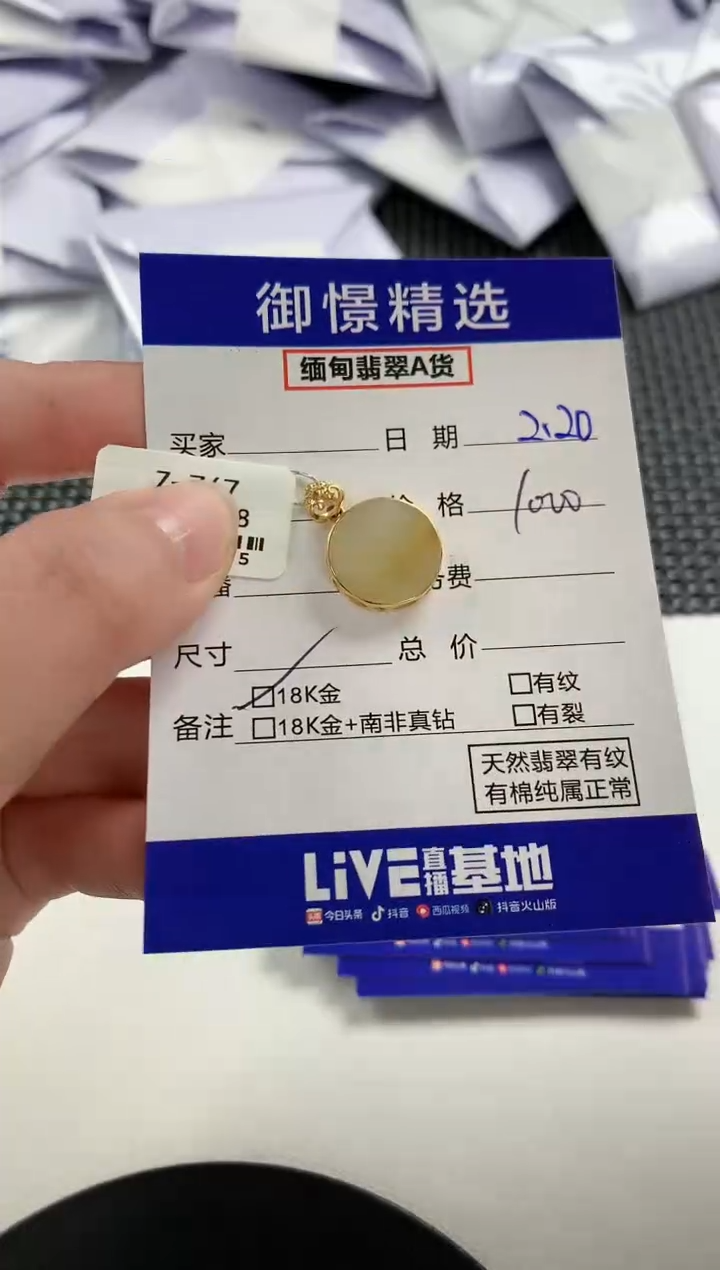 御憬精选
缅甸翡翠A货
买家 日期 2.20
格 1000
8
5
费
尺寸 总价
□18K金 □有纹
备注 □18K金+南非真钻 □有裂
天然翡翠有纹
有棉纯属正常
LiVE直播基地
头条 今日头条 抖音 西瓜视频 抖音火山版